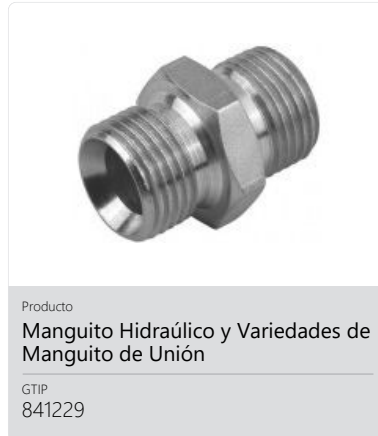 Producto
Manguito Hidraúlico y Variedades de
Manguito de Unión
GTIP
841229